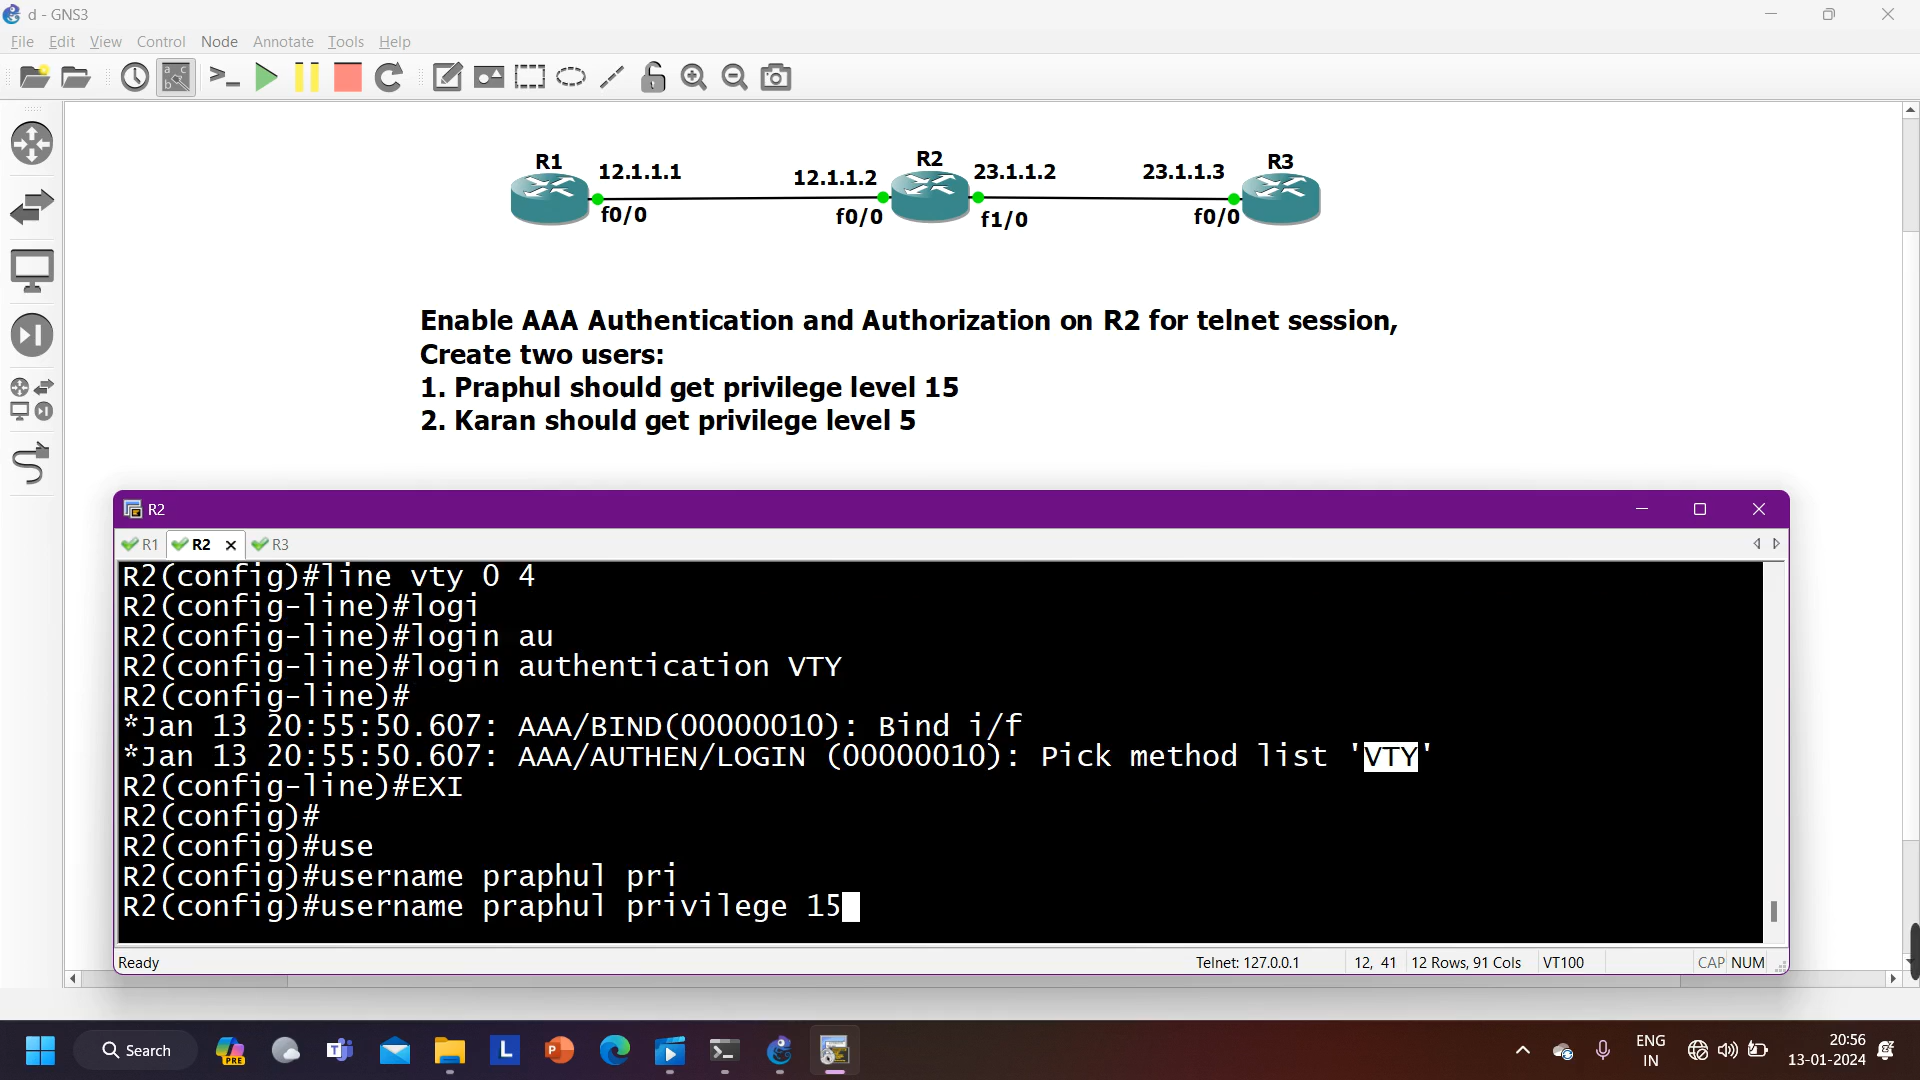 d - GNS3
File Edit View Control Node Annotate Tools Help
R1
12.1.1.1
f0/0
12.1.1.2
f0/0
R2
23.1.1.2
f1/0
23.1.1.3
f0/0
R3
Enable AAA Authentication and Authorization on R2 for telnet session,
Create two users:
1. Praphul should get privilege level 15
2. Karan should get privilege level 5
R2
R1 R2 R3
R2(config)#line vty 0 4
R2(config-line)#logi
R2(config-line)#login au
R2(config-line)#login authentication VTY
R2(config-line)#
*Jan 13 20:55:50.607: AAA/BIND(00000010): Bind i/f
*Jan 13 20:55:50.607: AAA/AUTHEN/LOGIN (00000010): Pick method list 'VTY'
R2(config-line)#EXI
R2(config)#
R2(config)#use
R2(config)#username praphul pri
R2(config)#username praphul privilege 15
Ready Telnet: 127.0.0.1 12, 41 12 Rows, 91 Cols VT100 CAP NUM
Search
PRE
ENG
IN
20:56
13-01-2024